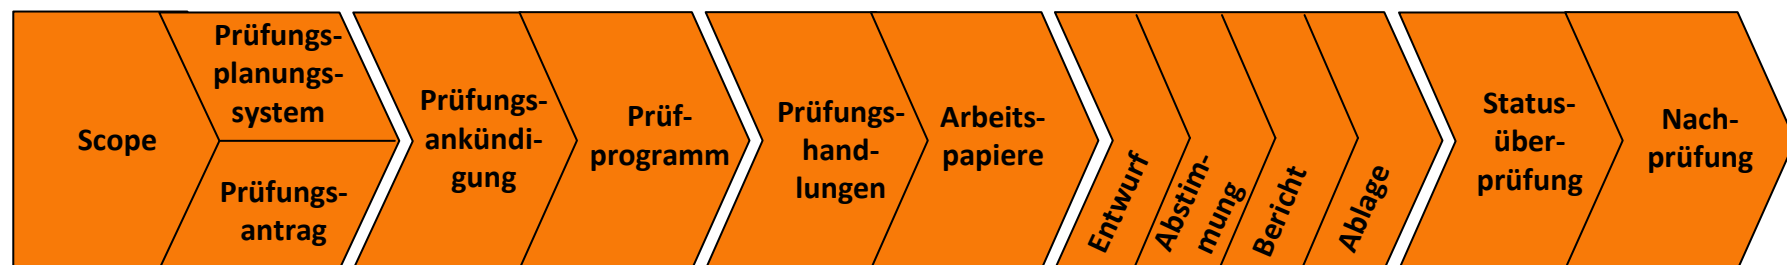 Scope
Prüfungs-
planungs-
system
Prüfungs-
antrag
Prüfungs-
ankündi-
gung
Prüf-
programm
Prüfungs-
hand-
lungen
Arbeits-
papiere
Entwurf
Abstim-
mung
Bericht
Ablage
Status-
über-
prüfung
Nach-
prüfung